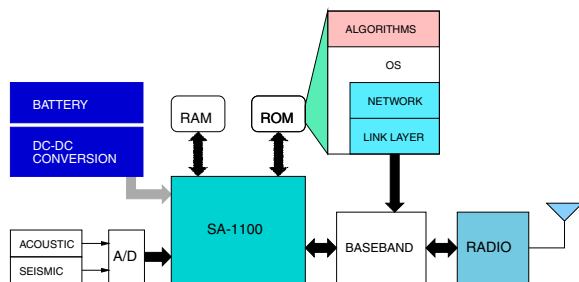 ALGORITHMS
OS
NETWORK
LINK LAYER
BATTERY
DC-DC
CONVERSION
RAM
ROM
SA-1100
ACOUSTIC
SEISMIC
A/D
BASEBAND
RADIO